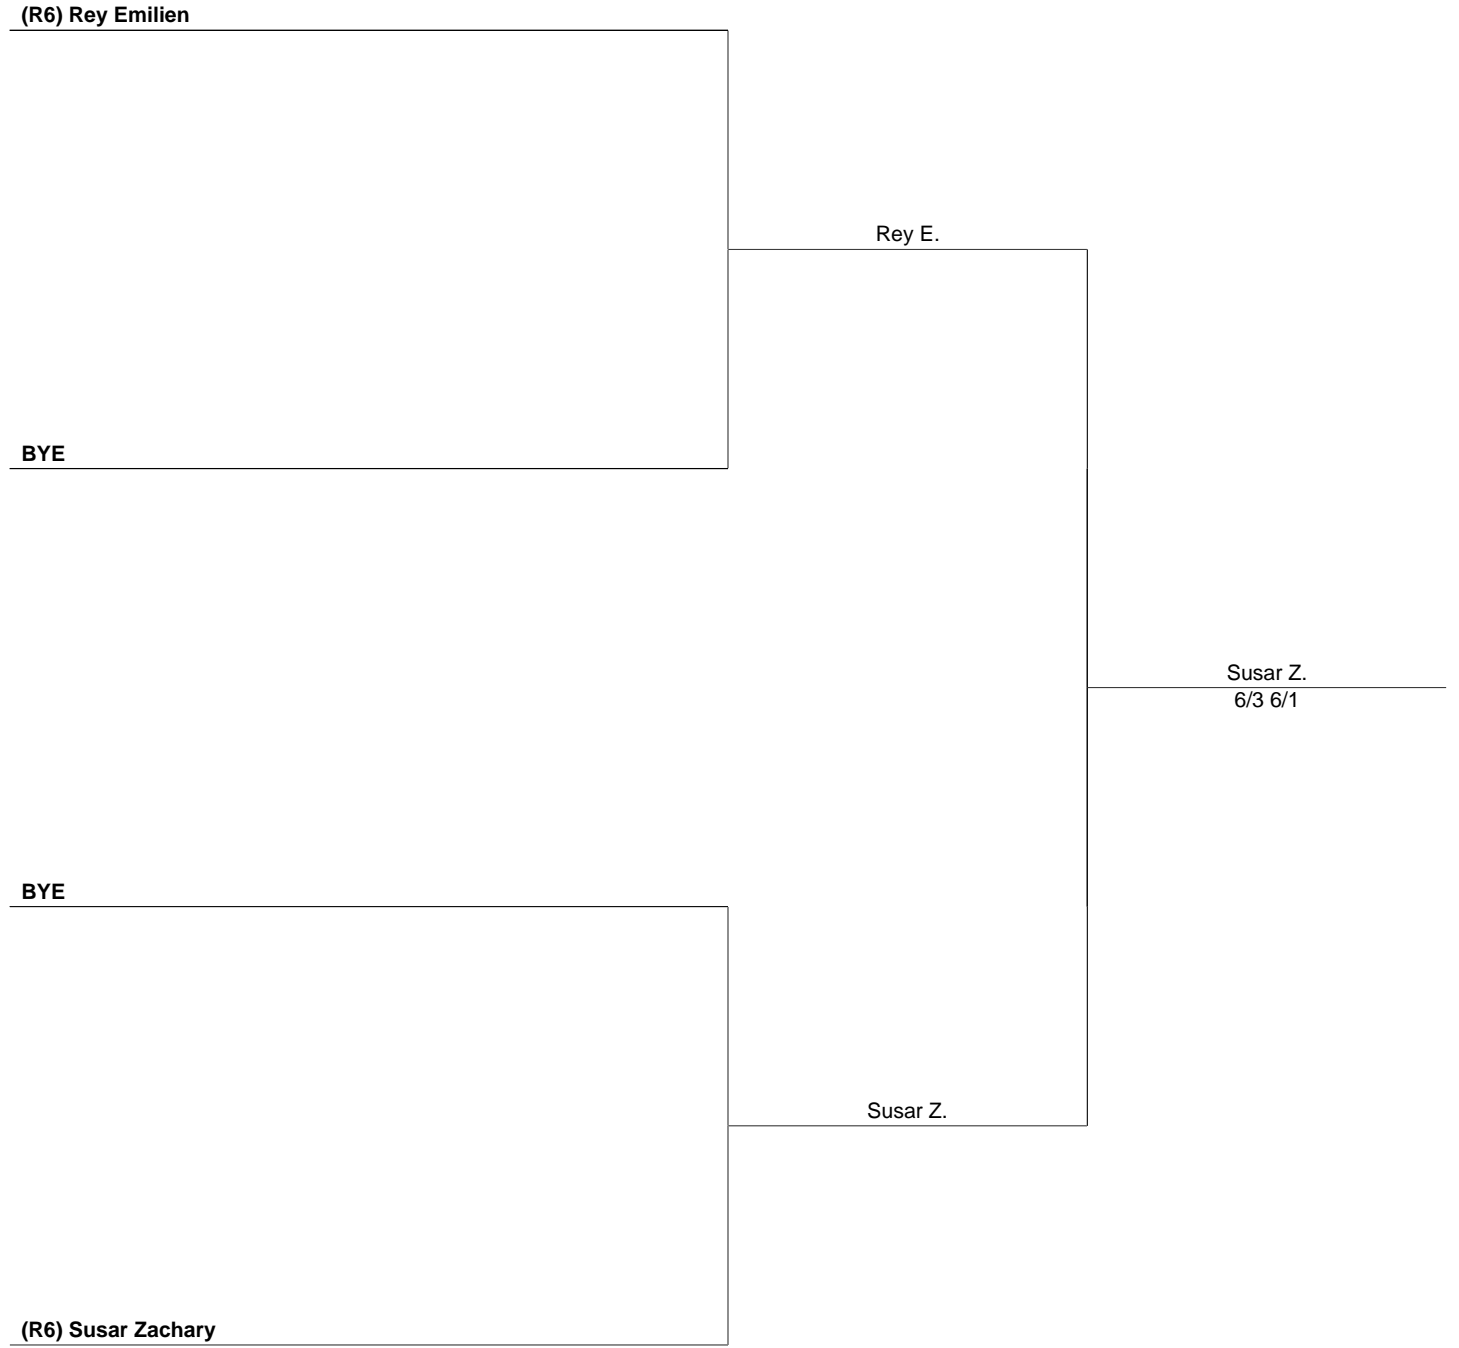 (R6) Rey Emilien
Rey E.
BYE
Susar Z.
6/3 6/1
BYE
Susar Z.
(R6) Susar Zachary